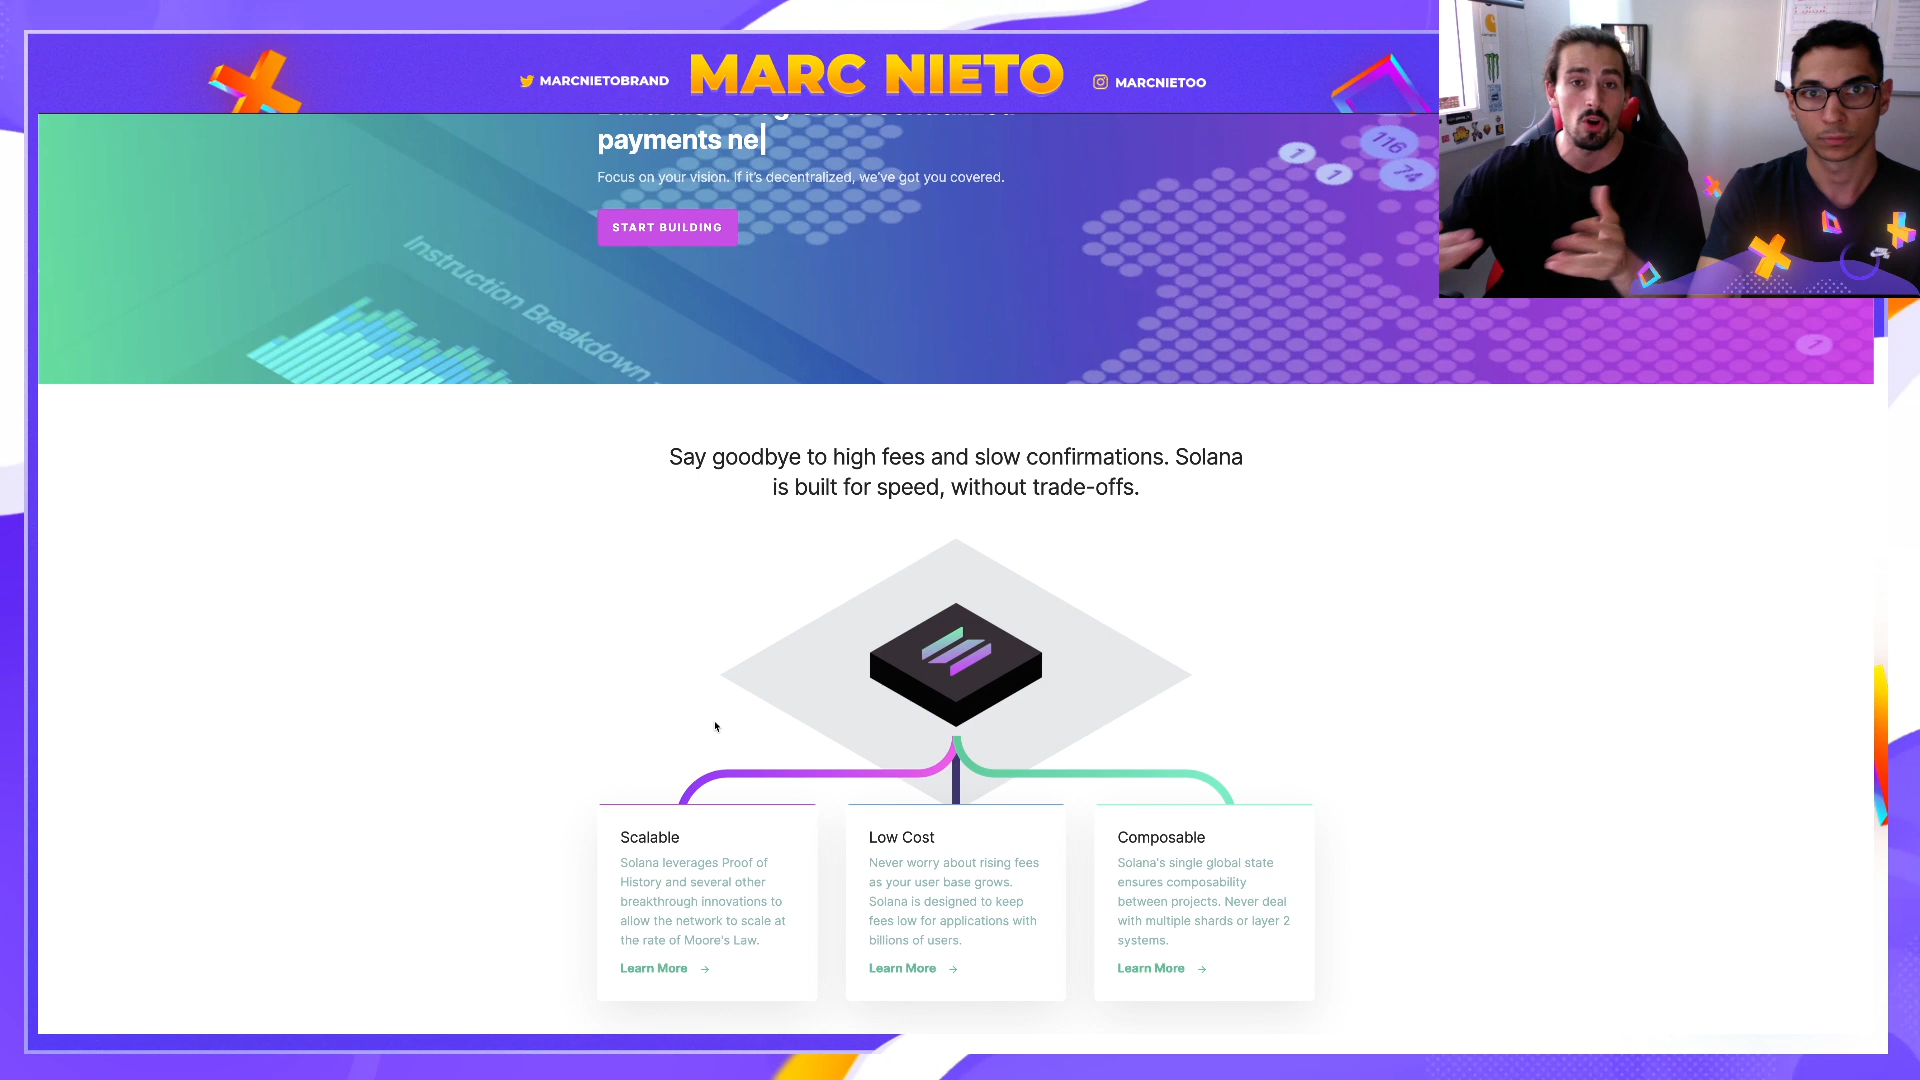 MARCNIETOBRAND
MARC NIETO
MARCNIETOO
payments ne
Focus on your vision. If it's decentralized, we've got you covered.
START BUILDING
1
1
116
74
1
Instruction Breakdown
Say goodbye to high fees and slow confirmations. Solana
is built for speed, without trade-offs.
Scalable
Solana leverages Proof of
History and several other
breakthrough innovations to
allow the network to scale at
the rate of Moore's Law.
Learn More
Low Cost
Never worry about rising fees
as your user base grows.
Solana is designed to keep
fees low for applications with
billions of users.
Learn More
Composable
Solana's single global state
ensures composability
between projects. Never deal
with multiple shards or layer 2
systems.
Learn More